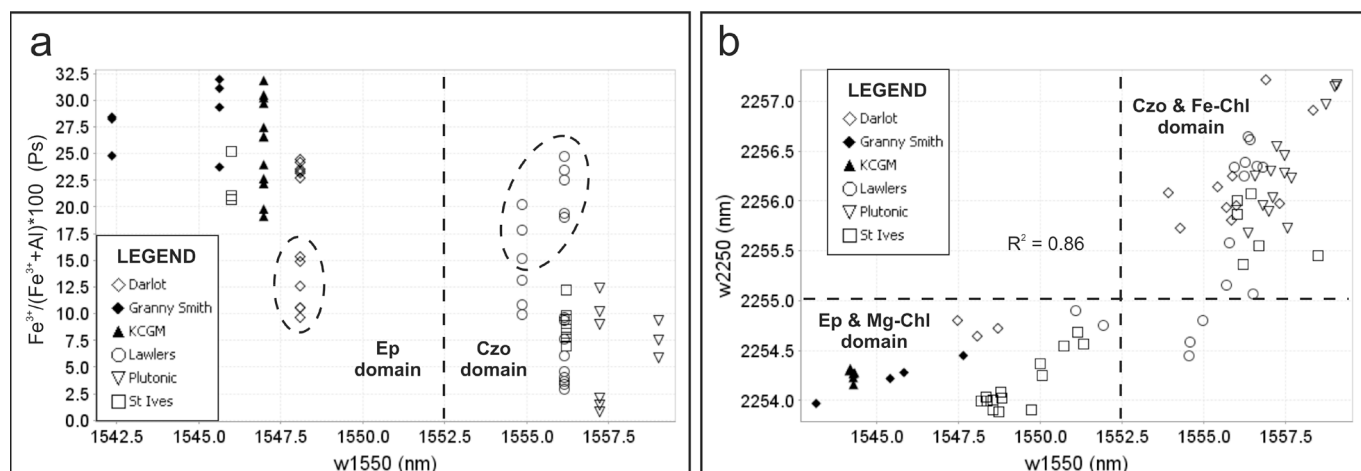 a
Fe³⁺/(Fe³⁺+Al)*100 (Ps)
32.5
30.0
27.5
25.0
22.5
20.0
17.5
15.0
12.5
10.0
7.5
5.0
2.5
0.0
LEGEND
Darlot
Granny Smith
KCGM
Lawlers
Plutonic
St Ives
Ep
domain
Czo
domain
1542.5 1545.0 1547.5 1550.0 1552.5 1555.0 1557.5
w1550 (nm)
b
w2250 (nm)
2257.0
2256.5
2256.0
2255.5
2255.0
2254.5
2254.0
LEGEND
Darlot
Granny Smith
KCGM
Lawlers
Plutonic
St Ives
Czo & Fe-Chl
domain
R² = 0.86
Ep & Mg-Chl
domain
1545.0 1547.5 1550.0 1552.5 1555.0 1557.5
w1550 (nm)